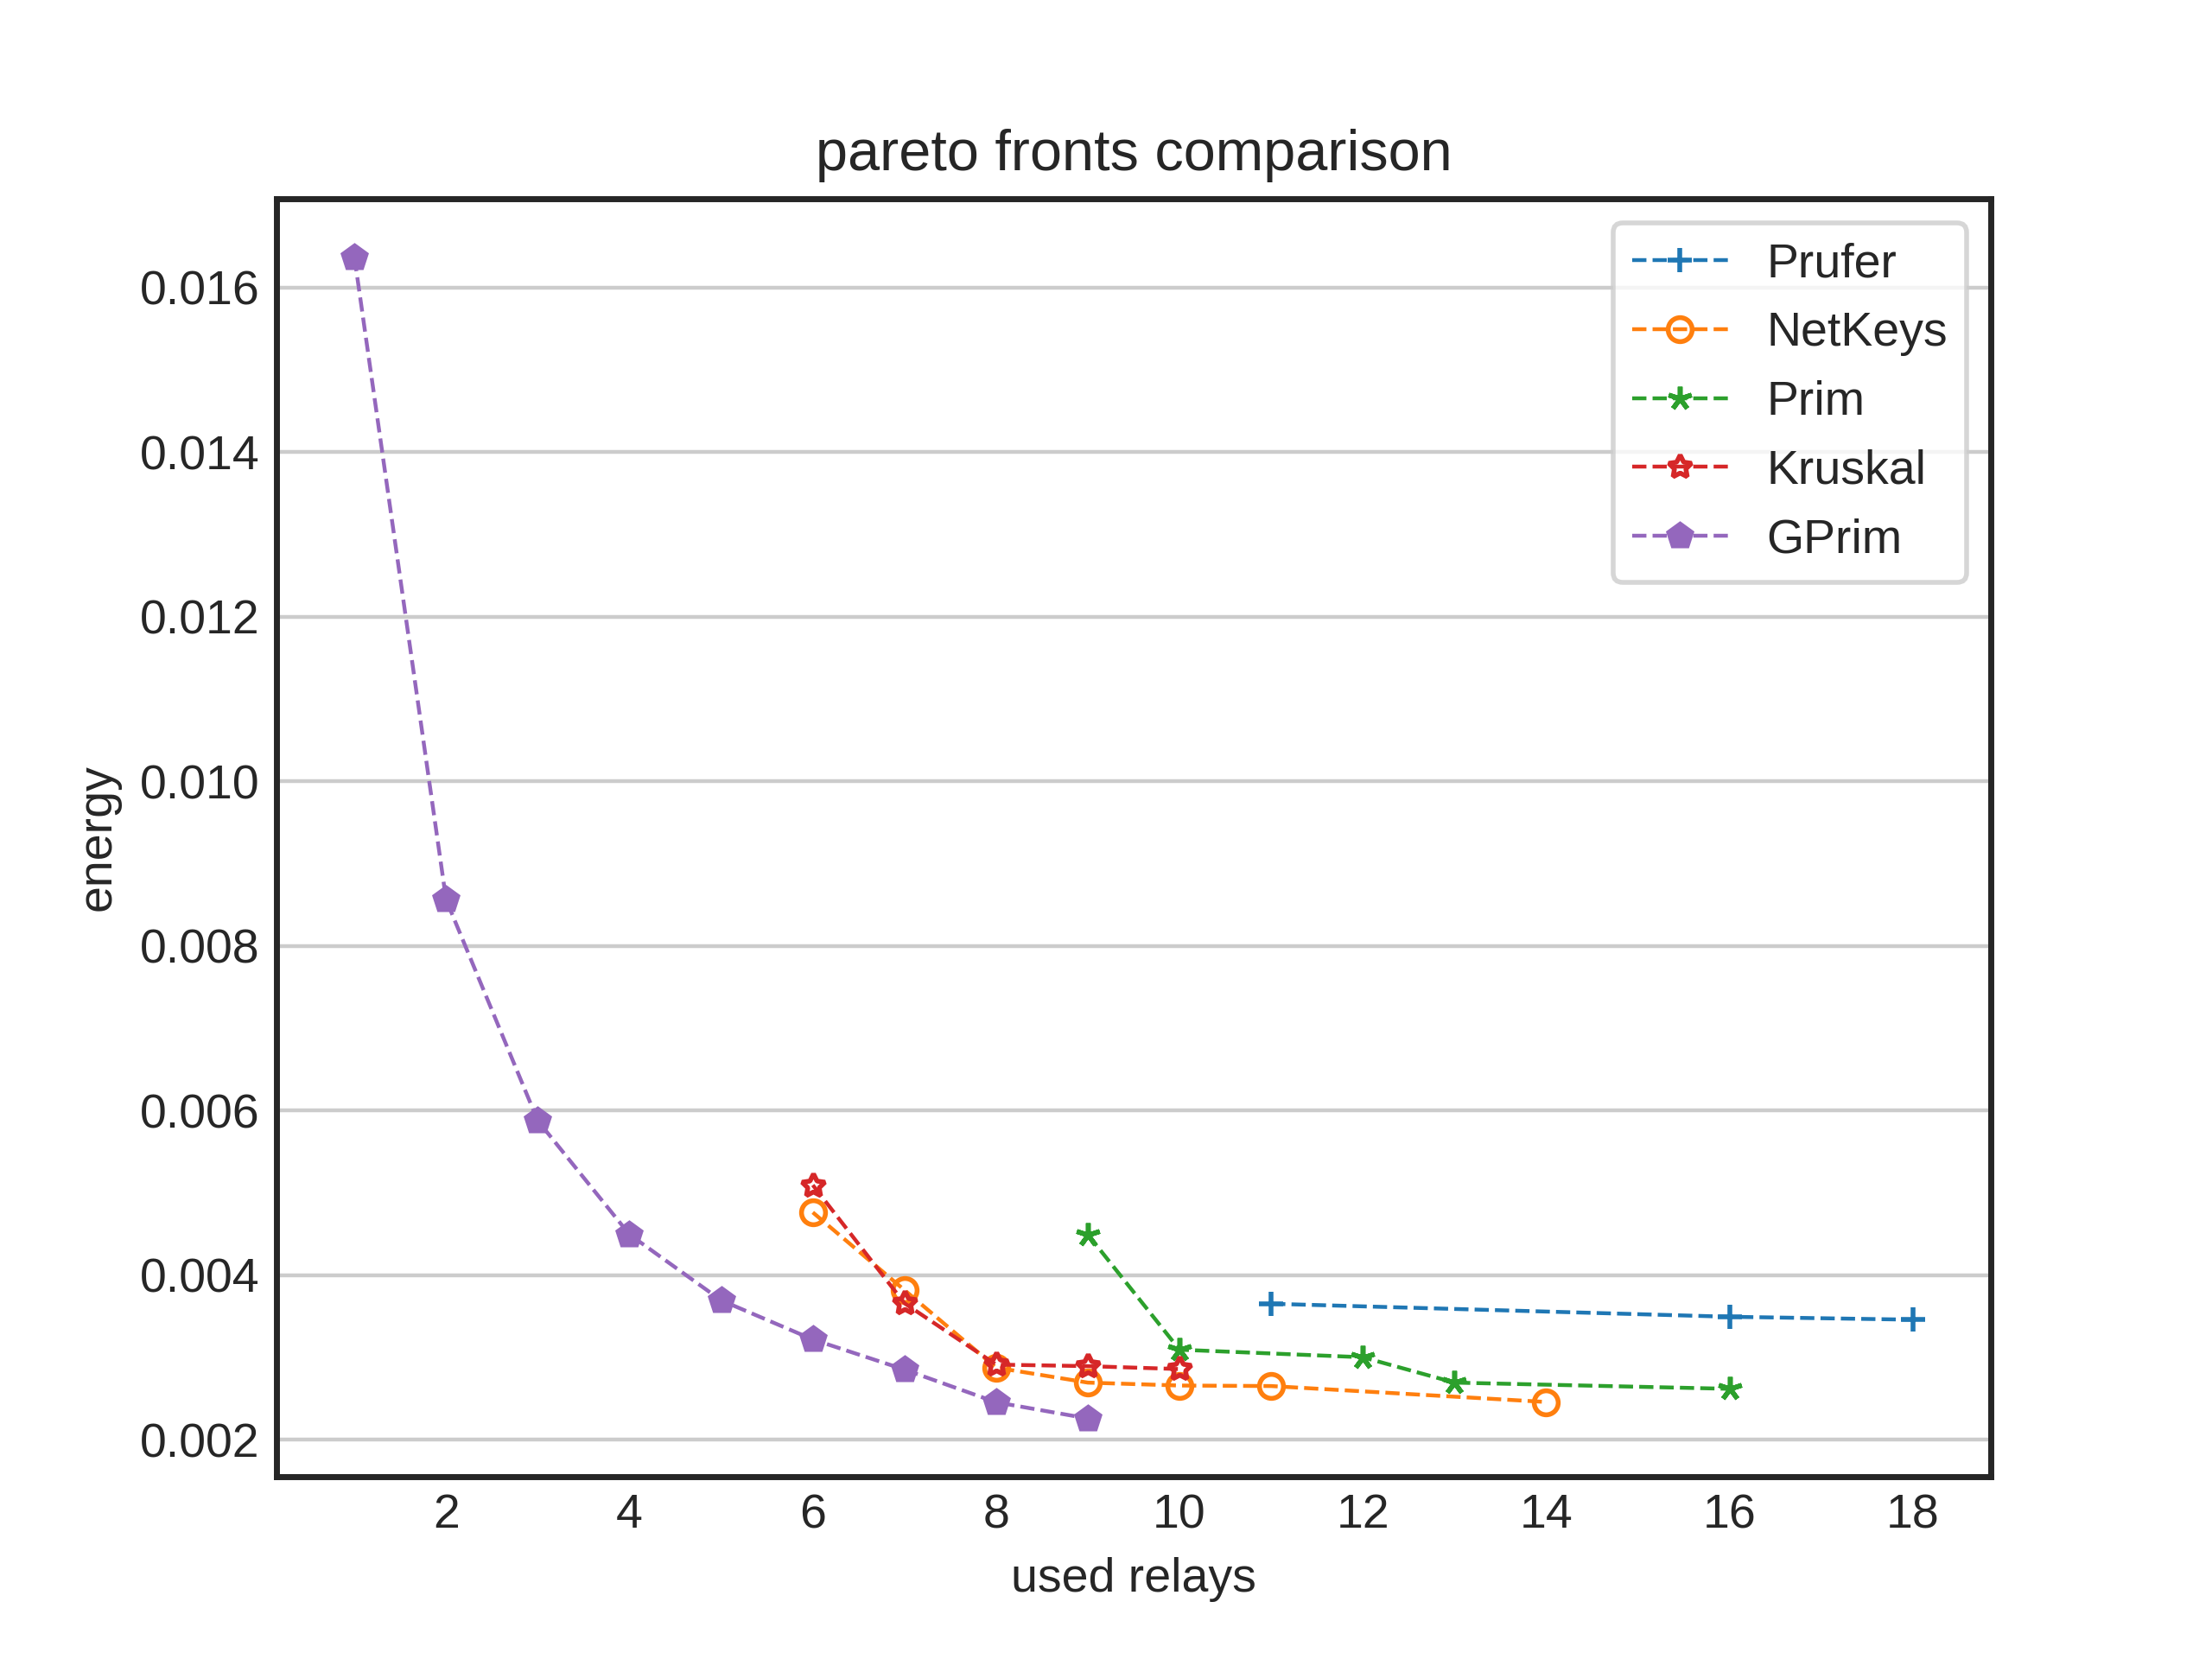 pareto fronts comparison
Prufer
NetKeys
Prim
Kruskal
GPrim
0.016
0.014
0.012
0.010
0.008
0.006
0.004
0.002
energy
2 4 6 8 10 12 14 16 18
used relays